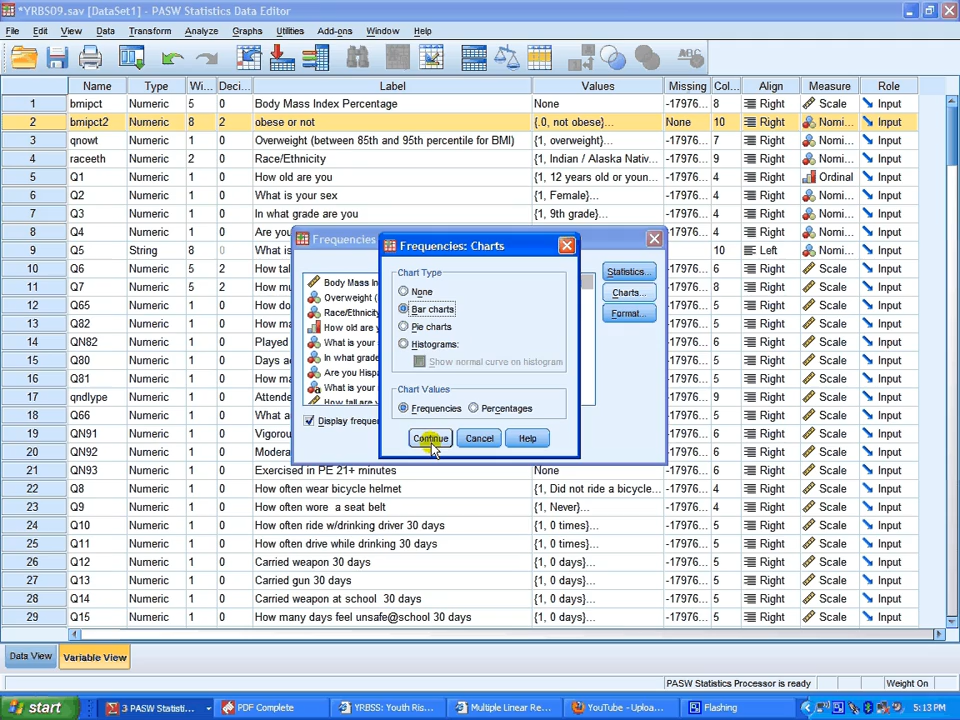 *YRBS09.sav [DataSet1] - PASW Statistics Data Editor
File Edit View Data Transform Analyze Graphs Utilities Add-ons Window Help
Name Type Wi... Deci... Label Values Missing Col... Align Measure Role
1 bmipct Numeric 5 0 Body Mass Index Percentage None -17976... 8 Right Scale Input
2 bmipct2 Numeric 8 2 obese or not {.0, not obese}... None 10 Right Nomi... Input
3 qnowt Numeric 1 0 Overweight (between 85th and 95th percentile for BMI) {1, overweight}... -17976... 7 Right Nomi... Input
4 raceeth Numeric 2 0 Race/Ethnicity {1, Indian / Alaska Nativ... -17976... 9 Right Nomi... Input
5 Q1 Numeric 1 0 How old are you {1, 12 years old or youn... -17976... 5 Right Ordinal Input
6 Q2 Numeric 1 0 What is your sex {1, Female}... -17976... 5 Right Nomi... Input
7 Q3 Numeric 1 0 In what grade are you {1, 9th grade}... -17976... 5 Right Nomi... Input
8 Q4 Numeric 1 0 Are you 5 Right Nomi... Input
9 Q5 String 8 0 What is 10 Left Nomi... Input
10 Q6 Numeric 5 2 How tal -17976... 6 Right Scale Input
11 Q7 Numeric 5 2 How mu -17976... 6 Right Scale Input
12 Q65 Numeric 1 0 How do -17976... 6 Right Scale Input
13 Q82 Numeric 1 0 How ma -17976... 5 Right Scale Input
14 QN82 Numeric 1 0 Played -17976... 6 Right Scale Input
15 Q80 Numeric 1 0 Days a -17976... 5 Right Scale Input
16 Q81 Numeric 1 0 How ma -17976... 6 Right Scale Input
17 qndlype Numeric 1 0 Attende -17976... 9 Right Scale Input
18 Q66 Numeric 1 0 What a -17976... 4 Right Scale Input
19 QN91 Numeric 1 0 Vigorou -17976... 6 Right Scale Input
20 QN92 Numeric 1 0 Modera -17976... 6 Right Scale Input
21 QN93 Numeric 1 0 Exercised in PE 21+ minutes None -17976... 6 Right Scale Input
22 Q8 Numeric 1 0 How often wear bicycle helmet {1, Did not ride a bicycle... -17976... 4 Right Scale Input
23 Q9 Numeric 1 0 How often wore a seat belt {1, Never}... -17976... 4 Right Scale Input
24 Q10 Numeric 1 0 How often ride w/drinking driver 30 days {1, 0 times}... -17976... 5 Right Scale Input
25 Q11 Numeric 1 0 How often drive while drinking 30 days {1, 0 times}... -17976... 5 Right Scale Input
26 Q12 Numeric 1 0 Carried weapon 30 days {1, 0 days}... -17976... 5 Right Scale Input
27 Q13 Numeric 1 0 Carried gun 30 days {1, 0 days}... -17976... 5 Right Scale Input
28 Q14 Numeric 1 0 Carried weapon at school 30 days {1, 0 days}... -17976... 5 Right Scale Input
29 Q15 Numeric 1 0 How many days feel unsafe@school 30 days {1, 0 days}... -17976... 5 Right Scale Input
Frequencies
Body Mass In
Overweight (
Race/Ethnicity
How old are y
What is your
In what grade
Are you Hisp
What is your
How tall are
Display freque
Statistics...
Charts...
Format...
Frequencies: Charts
Chart Type
None
Bar charts
Pie charts
Histograms:
Show normal curve on histogram
Chart Values
Frequencies Percentages
Continue Cancel Help
Data View Variable View
PASW Statistics Processor is ready Weight On
start 3 PASW Statisti... PDF Complete YRBSS: Youth Ris... Multiple Linear Re... YouTube - Uploa... Flashing 5:13 PM